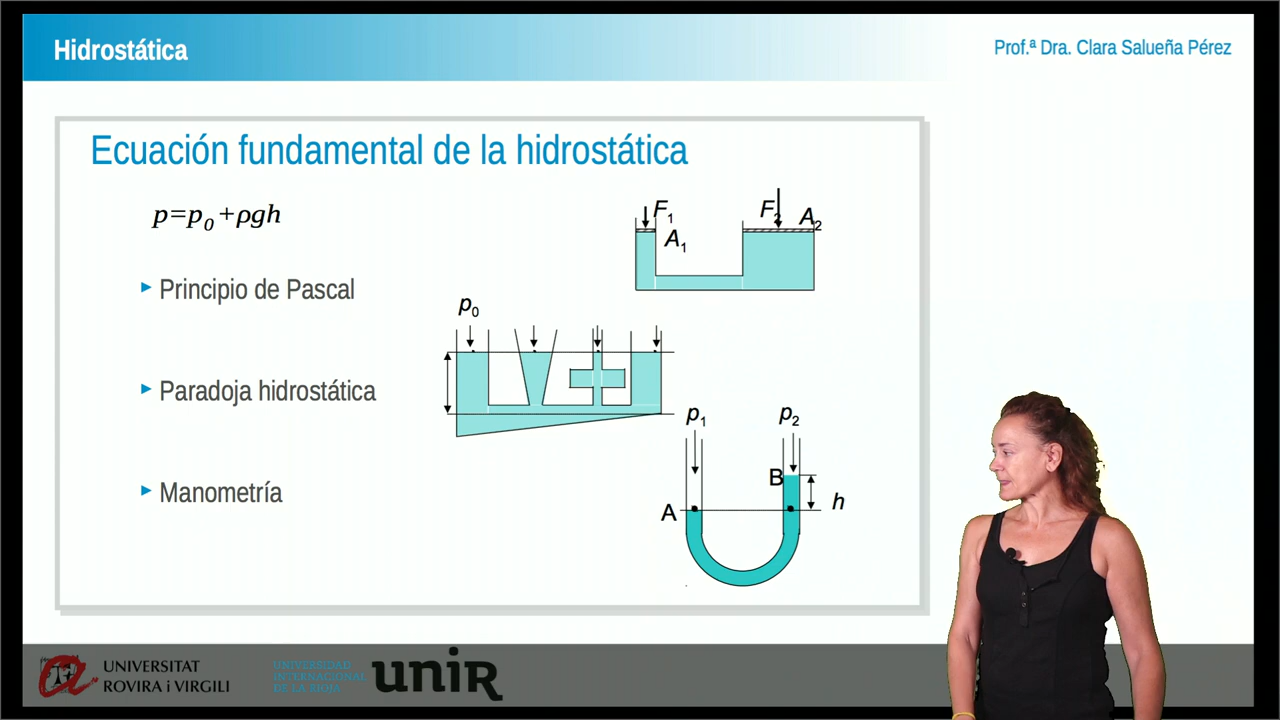 Hidrostática
Prof.ª Dra. Clara Salueña Pérez
Ecuación fundamental de la hidrostática
p=p₀+ρgh
F₁
A₁
F₂
A₂
▸ Principio de Pascal
p₀
▸ Paradoja hidrostática
p₁
p₂
B
A
h
▸ Manometría
UNIVERSITAT
ROVIRA i VIRGILI
UNIVERSIDAD
INTERNACIONAL
DE LA RIOJA
unir